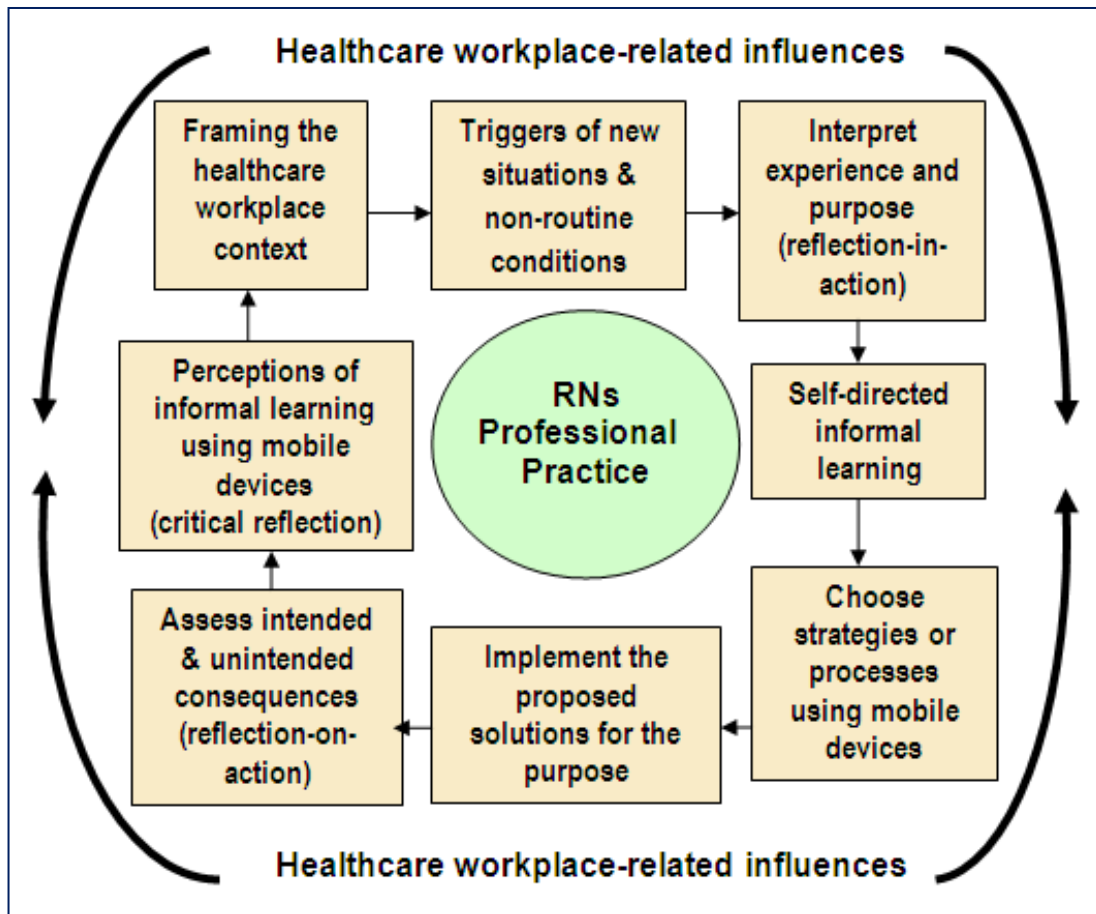 Healthcare workplace-related influences
Framing the
healthcare
workplace
context
Triggers of new
situations &
non-routine
conditions
Interpret
experience and
purpose
(reflection-in-
action)
Self-directed
informal
learning
Choose
strategies or
processes
using mobile
devices
Implement the
proposed
solutions for the
purpose
Assess intended
& unintended
consequences
(reflection-on-
action)
Perceptions of
informal learning
using mobile
devices
(critical reflection)
RNs
Professional
Practice
Healthcare workplace-related influences